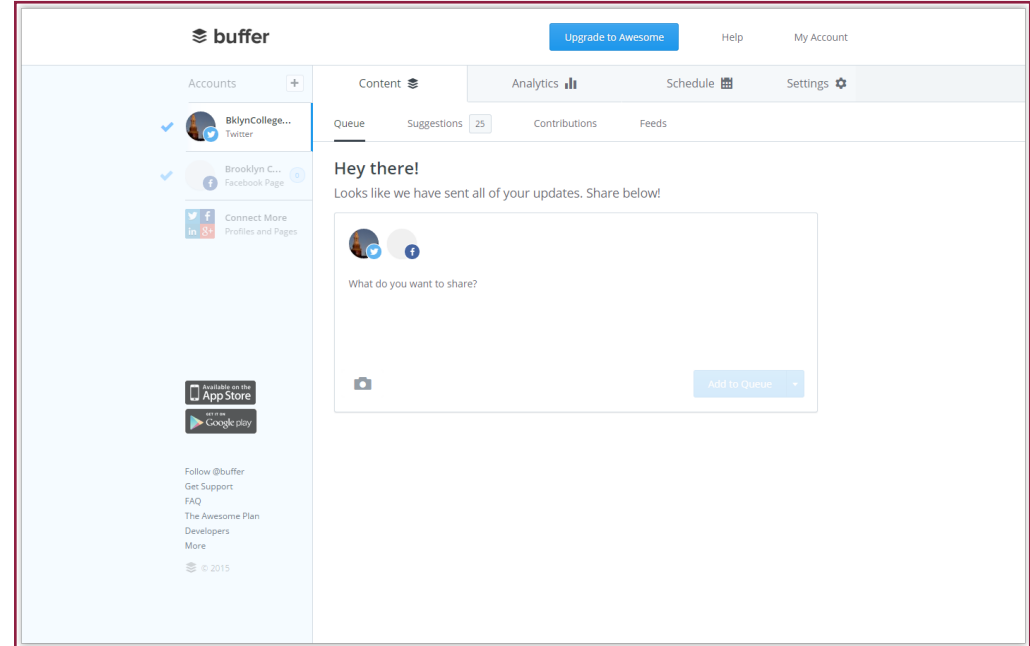 buffer
Upgrade to Awesome
Help
My Account
Accounts
+
Content
Analytics
Schedule
Settings
BklynCollege...
Twitter
Brooklyn C...
Facebook Page
0
Connect More
Profiles and Pages
Queue
Suggestions 25
Contributions
Feeds
Hey there!
Looks like we have sent all of your updates. Share below!
What do you want to share?
Add to Queue
Available on the
App Store
GET IT ON
Google play
Follow @buffer
Get Support
FAQ
The Awesome Plan
Developers
More
© 2015